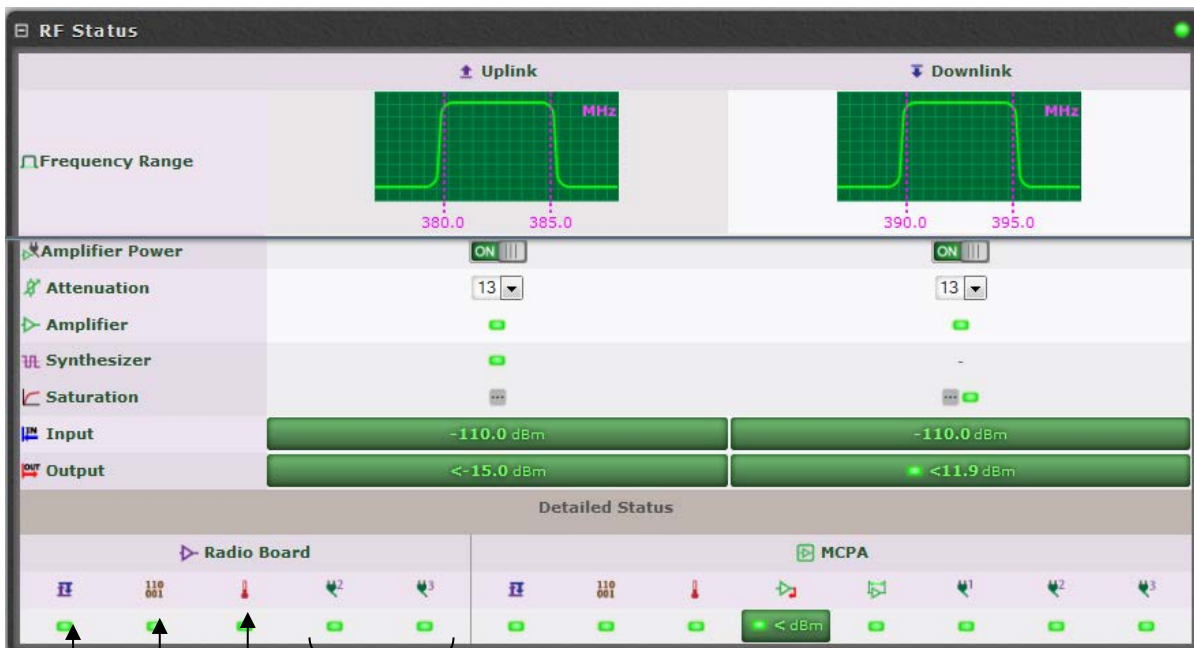 RF Status
Uplink Downlink
Frequency Range
MHz MHz
380.0 385.0 390.0 395.0
Amplifier Power ON ON
Attenuation 13 13
Amplifier
Synthesizer -
Saturation ... ...
IN Input -110.0 dBm -110.0 dBm
OUT Output <-15.0 dBm <11.9 dBm
Detailed Status
Radio Board MCPA
110 001 2 3 110 001 1 2 3
< dBm